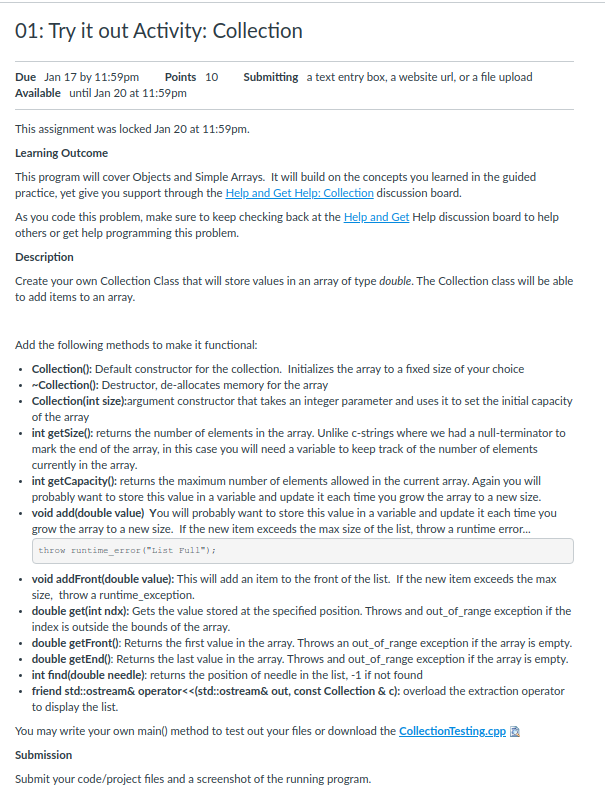 01: Try it out Activity: Collection
Due Jan 17 by 11:59pm Points 10 Submitting a text entry box, a website url, or a file upload
Available until Jan 20 at 11:59pm
This assignment was locked Jan 20 at 11:59pm.
Learning Outcome
This program will cover Objects and Simple Arrays. It will build on the concepts you learned in the guided
practice, yet give you support through the Help and Get Help: Collection discussion board.
As you code this problem, make sure to keep checking back at the Help and Get Help discussion board to help
others or get help programming this problem.
Description
Create your own Collection Class that will store values in an array of type double. The Collection class will be able
to add items to an array.
Add the following methods to make it functional:
• Collection(): Default constructor for the collection. Initializes the array to a fixed size of your choice
• ~Collection(): Destructor, de-allocates memory for the array
• Collection(int size):argument constructor that takes an integer parameter and uses it to set the initial capacity
of the array
• int getSize(): returns the number of elements in the array. Unlike c-strings where we had a null-terminator to
mark the end of the array, in this case you will need a variable to keep track of the number of elements
currently in the array.
• int getCapacity(): returns the maximum number of elements allowed in the current array. Again you will
probably want to store this value in a variable and update it each time you grow the array to a new size.
• void add(double value) You will probably want to store this value in a variable and update it each time you
grow the array to a new size. If the new item exceeds the max size of the list, throw a runtime error...
throw runtime_error("List Full");
• void addFront(double value): This will add an item to the front of the list. If the new item exceeds the max
size, throw a runtime_exception.
• double get(int ndx): Gets the value stored at the specified position. Throws and out_of_range exception if the
index is outside the bounds of the array.
• double getFront(): Returns the first value in the array. Throws an out_of_range exception if the array is empty.
• double getEnd(): Returns the last value in the array. Throws and out_of_range exception if the array is empty.
• int find(double needle): returns the position of needle in the list, -1 if not found
• friend std::ostream& operator<<(std::ostream& out, const Collection & c): overload the extraction operator
to display the list.
You may write your own main() method to test out your files or download the CollectionTesting.cpp
Submission
Submit your code/project files and a screenshot of the running program.